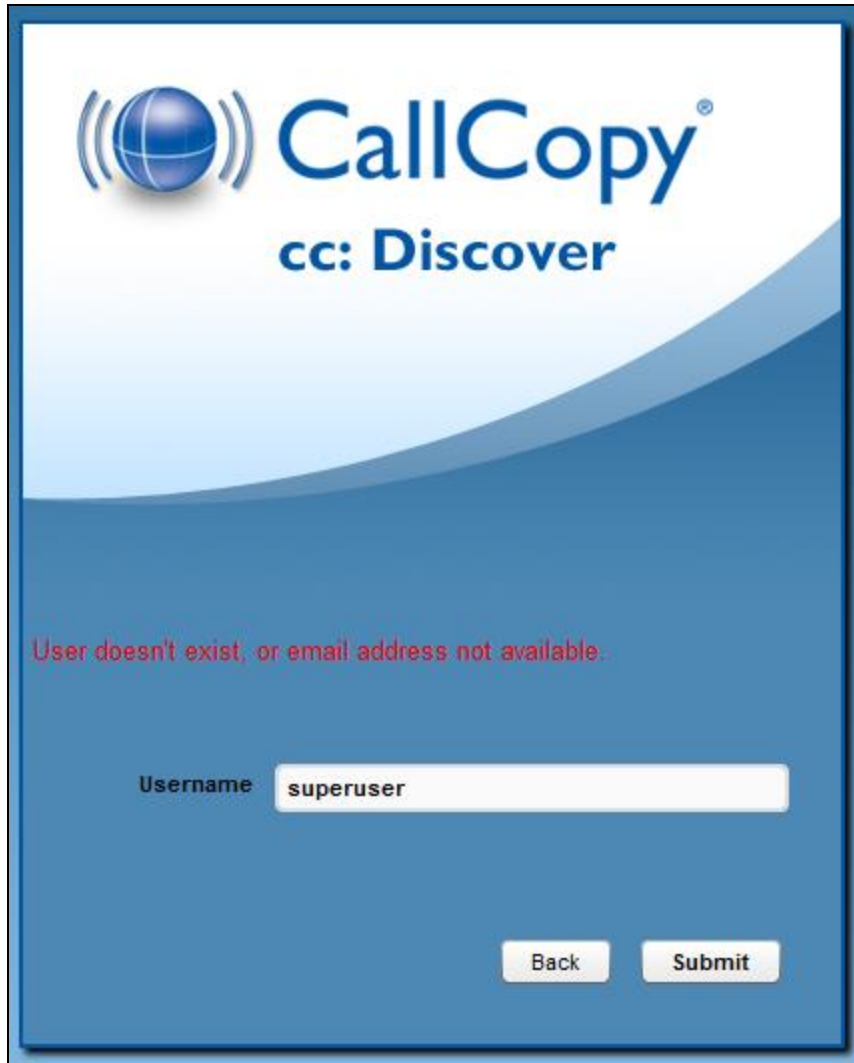 CallCopy®
cc: Discover
User doesn't exist, or email address not available.
Username
superuser
Back
Submit